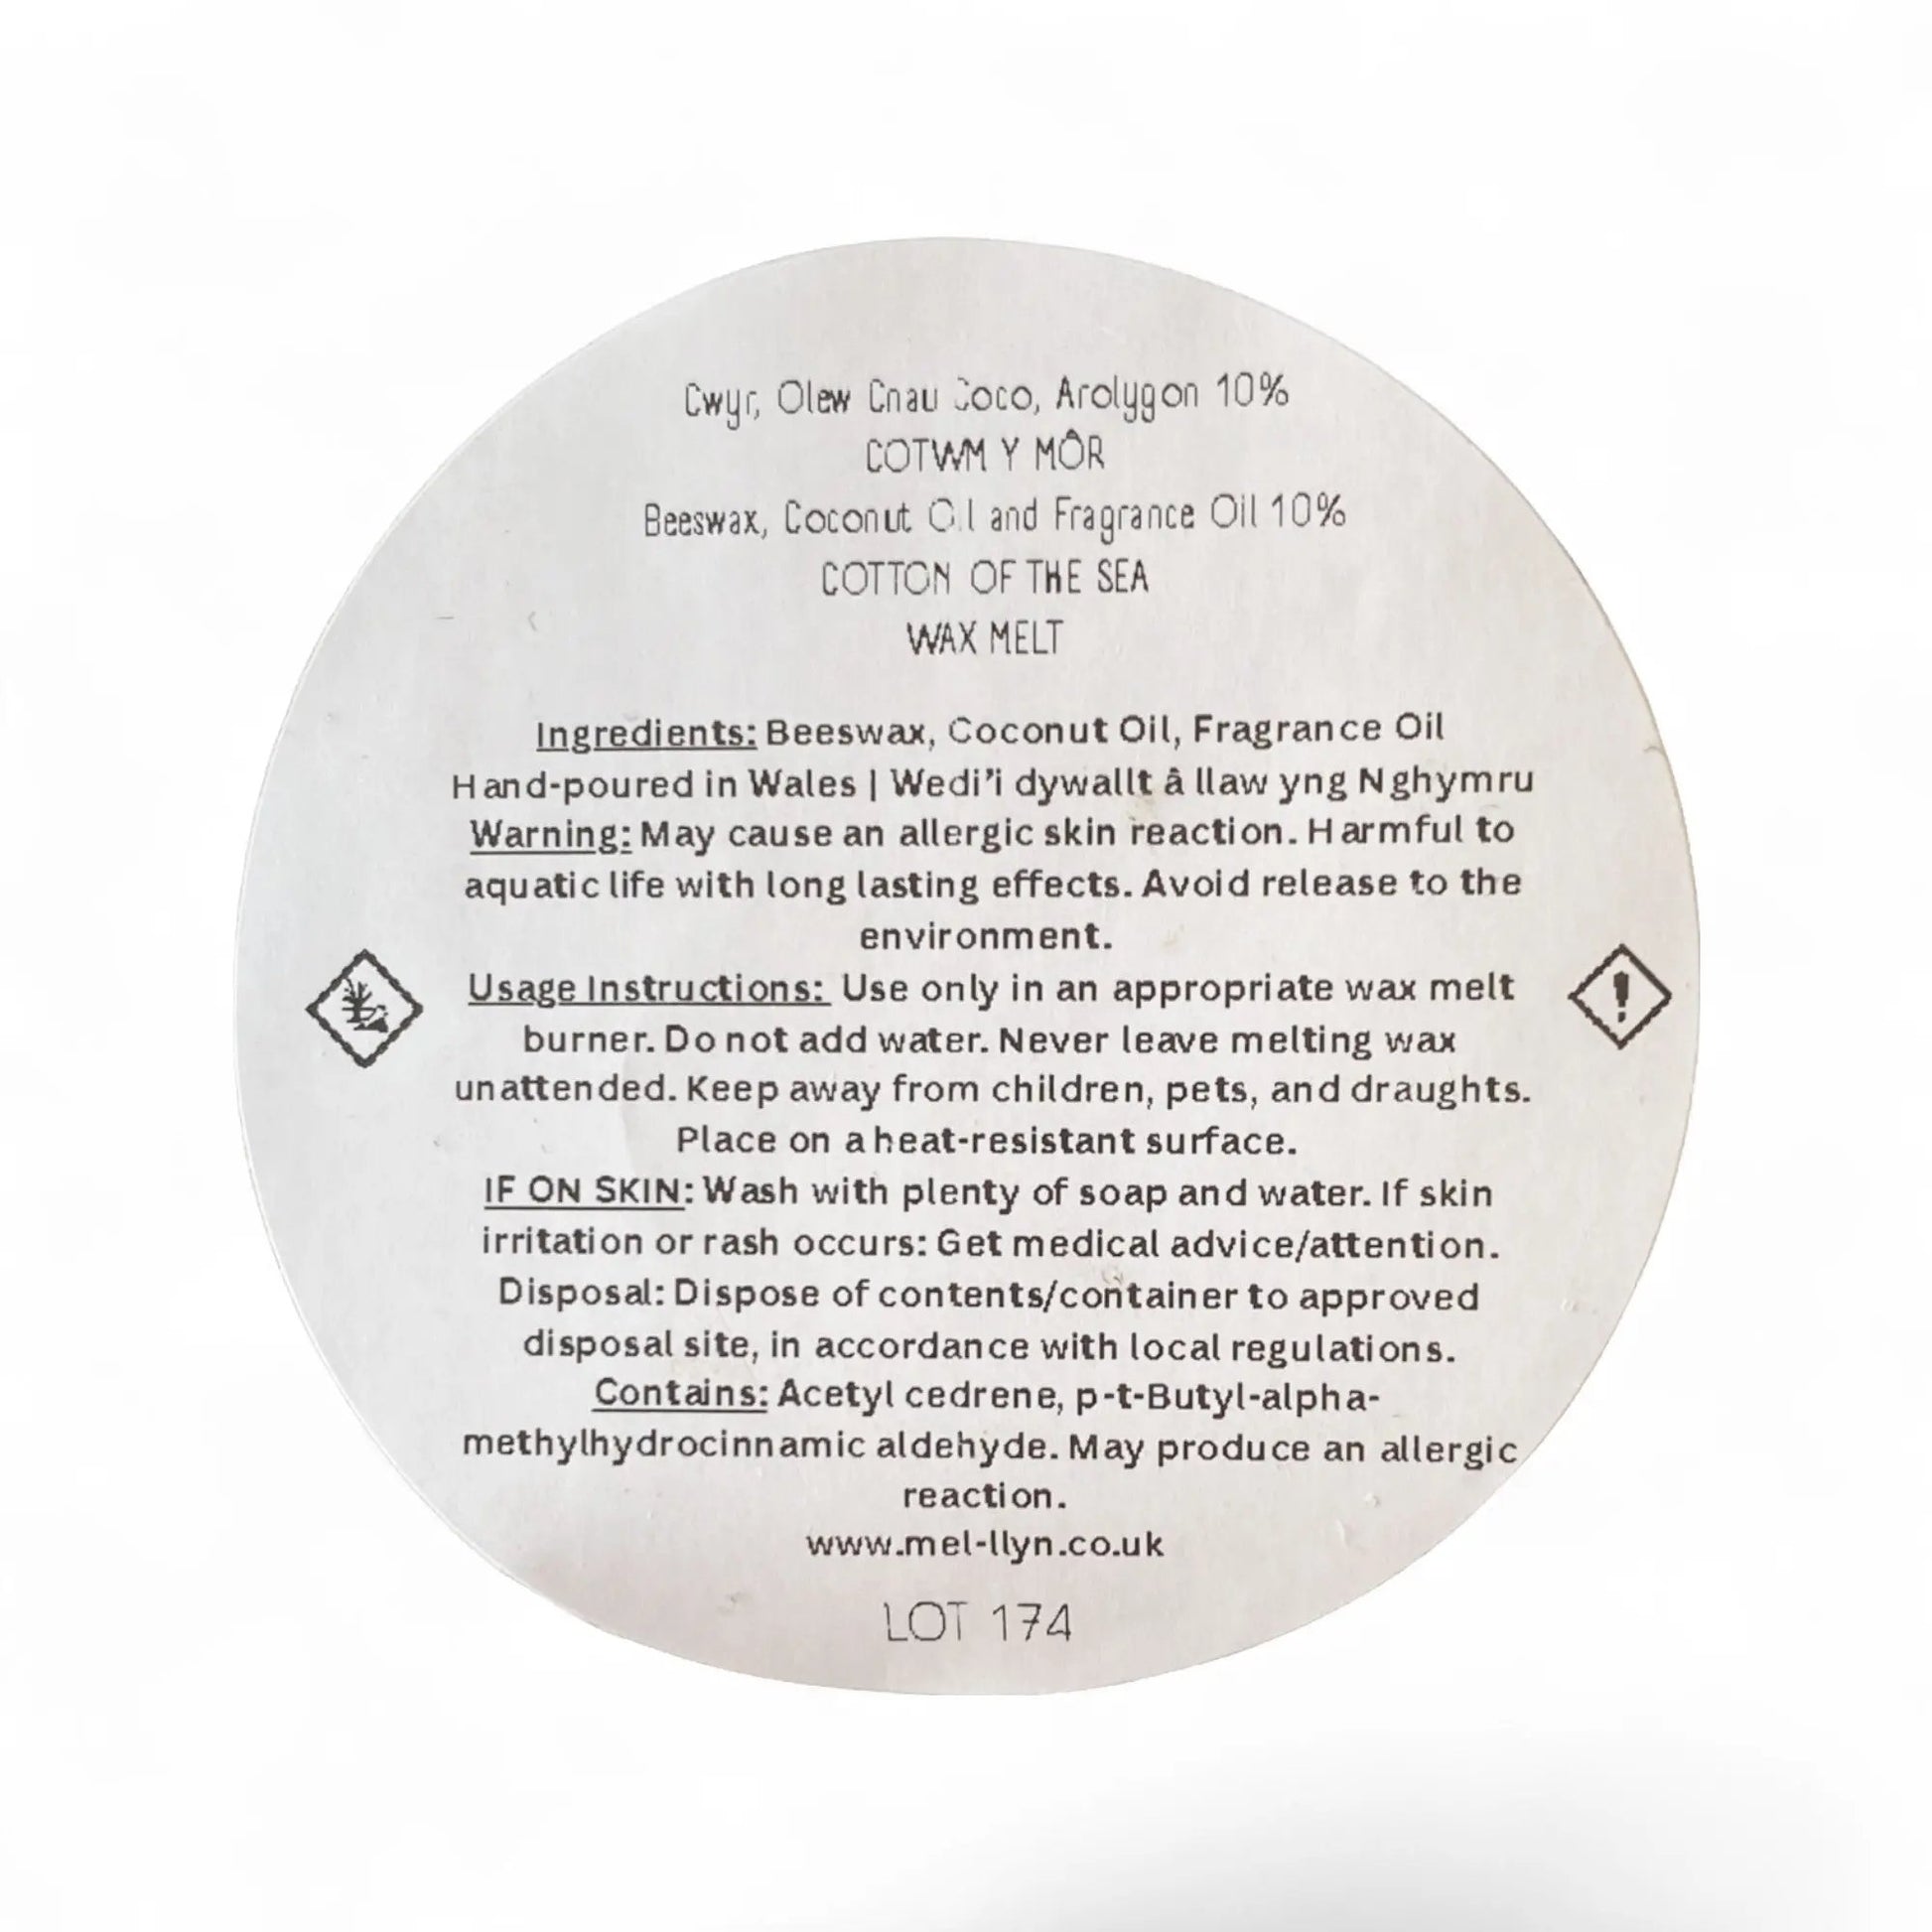 Cwyr, Olew Cnau Coco, Arolygon 10%
COTWM Y MÔR
Beeswax, Coconut Oil and Fragrance Oil 10%
COTTON OF THE SEA
WAX MELT
Ingredients: Beeswax, Coconut Oil, Fragrance Oil
Hand-poured in Wales | Wedi'i dywallt â llaw yng Nghymru
Warning: May cause an allergic skin reaction. Harmful to
aquatic life with long lasting effects. Avoid release to the
environment.
Usage Instructions: Use only in an appropriate wax melt
burner. Do not add water. Never leave melting wax
unattended. Keep away from children, pets, and draughts.
Place on a heat-resistant surface.
IF ON SKIN: Wash with plenty of soap and water. If skin
irritation or rash occurs: Get medical advice/attention.
Disposal: Dispose of contents/container to approved
disposal site, in accordance with local regulations.
Contains: Acetyl cedrene, p-t-Butyl-alpha-
methylhydrocinnamic aldehyde. May produce an allergic
reaction.
www.mel-llyn.co.uk
LOT 174